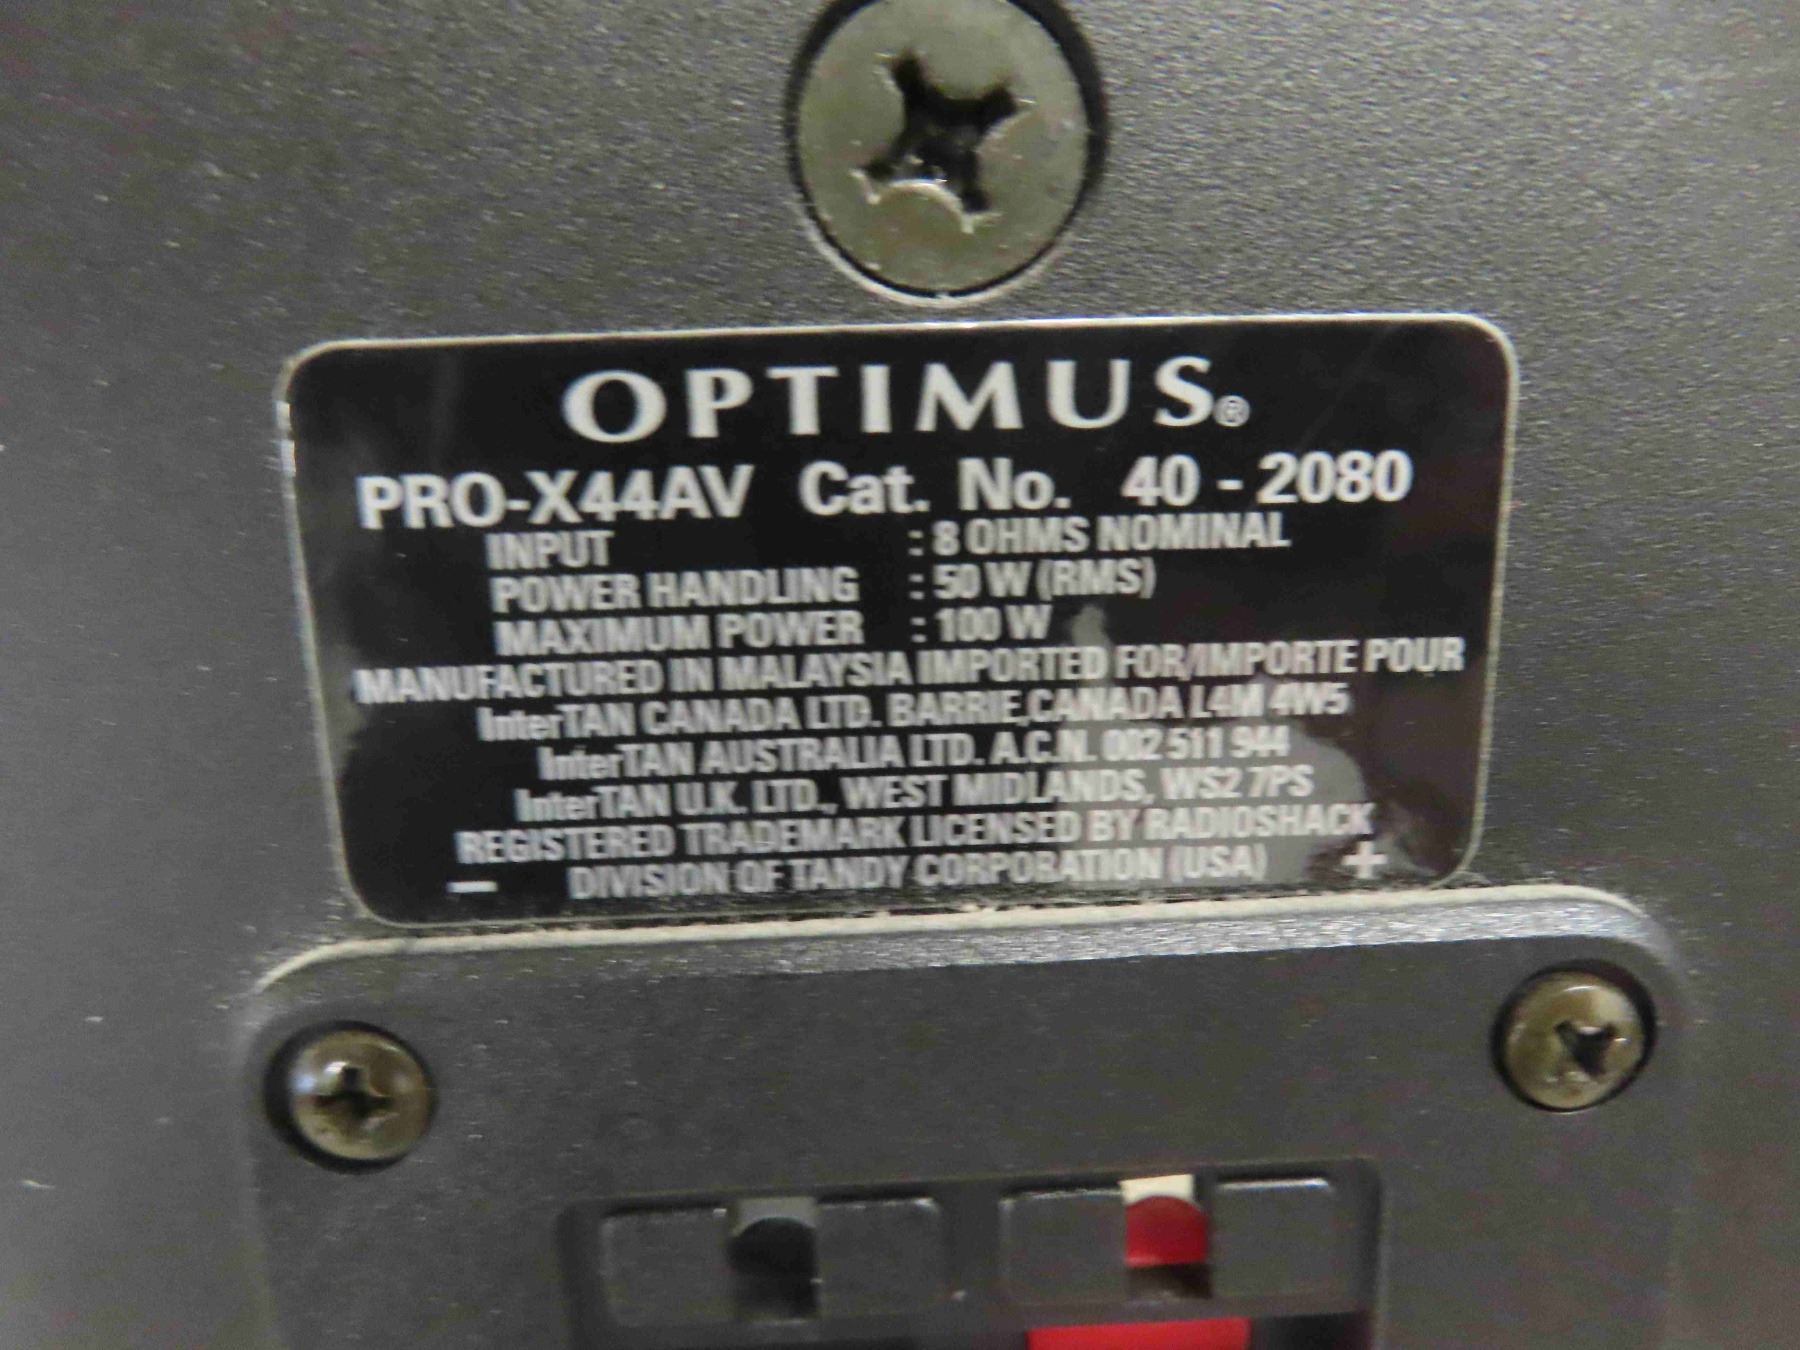 OPTIMUS®
PRO-X44AV Cat. No. 40 - 2080
INPUT : 8 OHMS NOMINAL
POWER HANDLING : 50 W (RMS)
MAXIMUM POWER : 100 W
MANUFACTURED IN MALAYSIA IMPORTED FOR/IMPORTE POUR
InterTAN CANADA LTD. BARRIE,CANADA L4M 4W5
InterTAN AUSTRALIA LTD. A.C.N. 002 511 944
InterTAN U.K. LTD., WEST MIDLANDS, WS2 7PS
REGISTERED TRADEMARK LICENSED BY RADIOSHACK
— DIVISION OF TANDY CORPORATION (USA) +